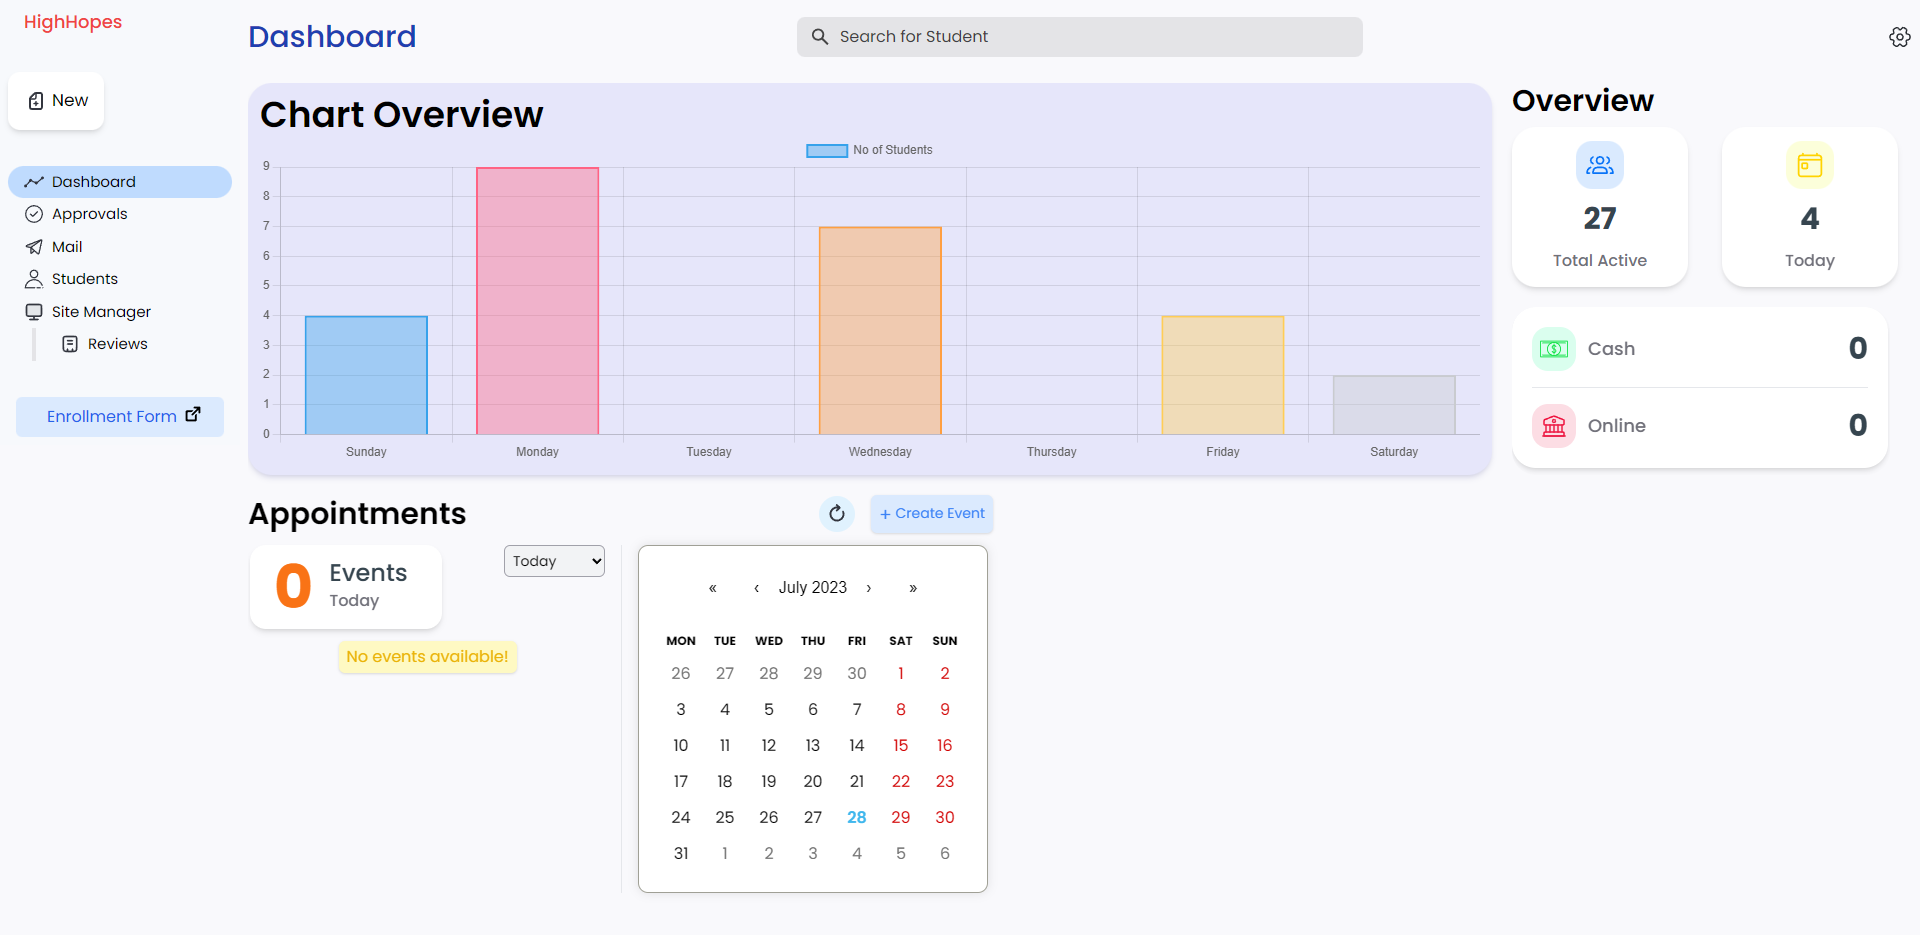 HighHopes
New
Dashboard
Approvals
Mail
Students
Site Manager
Reviews
Enrollment Form
Dashboard
Search for Student
Chart Overview
No of Students
9
8
7
6
5
4
3
2
1
0
Sunday Monday Tuesday Wednesday Thursday Friday Saturday
Overview
27
Total Active
4
Today
Cash 0
Online 0
Appointments
+ Create Event
0 Events
Today
Today
No events available!
« ‹ July 2023 › »
MON TUE WED THU FRI SAT SUN
26 27 28 29 30 1 2
3 4 5 6 7 8 9
10 11 12 13 14 15 16
17 18 19 20 21 22 23
24 25 26 27 28 29 30
31 1 2 3 4 5 6